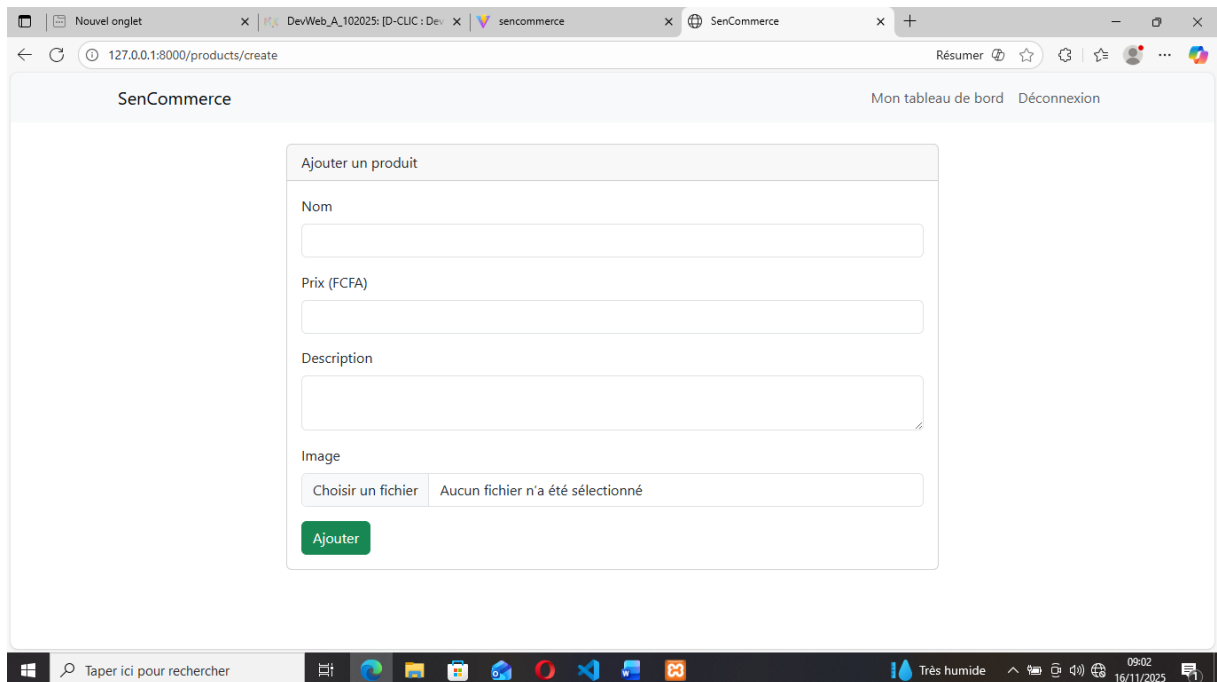 Nouvel onglet
DevWeb_A_102025: [D-CLIC : Dev
sencommerce
SenCommerce
127.0.0.1:8000/products/create
Résumer
SenCommerce
Mon tableau de bord
Déconnexion
Ajouter un produit
Nom
Prix (FCFA)
Description
Image
Choisir un fichier
Aucun fichier n'a été sélectionné
Ajouter
Taper ici pour rechercher
Très humide
09:02
16/11/2025